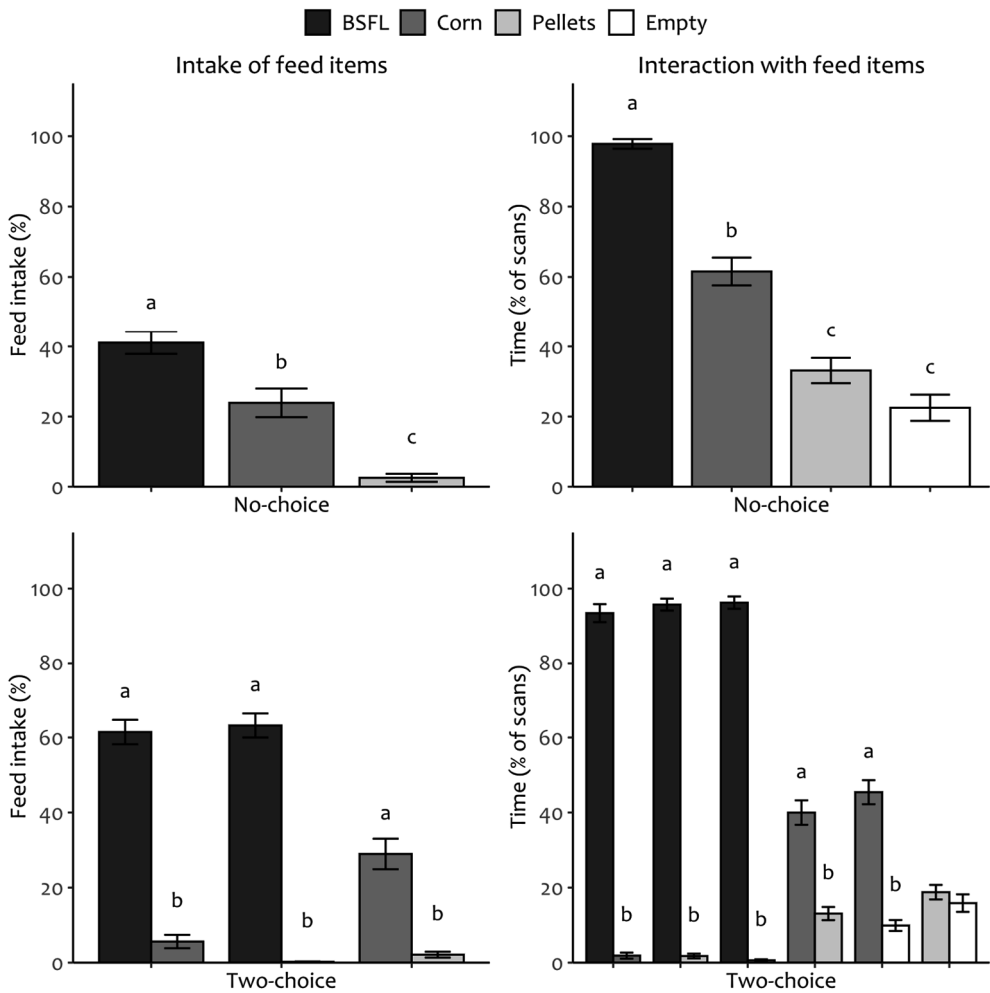 BSFL Corn Pellets Empty
Intake of feed items
Feed intake (%)
100
80
60
40
20
0
a
b
c
No-choice
Interaction with feed items
Time (% of scans)
100
80
60
40
20
0
a
b
c
c
No-choice
Feed intake (%)
100
80
60
40
20
0
a
b
a
b
a
b
Two-choice
Time (% of scans)
100
80
60
40
20
0
a
b
a
b
a
b
a
b
a
b
Two-choice